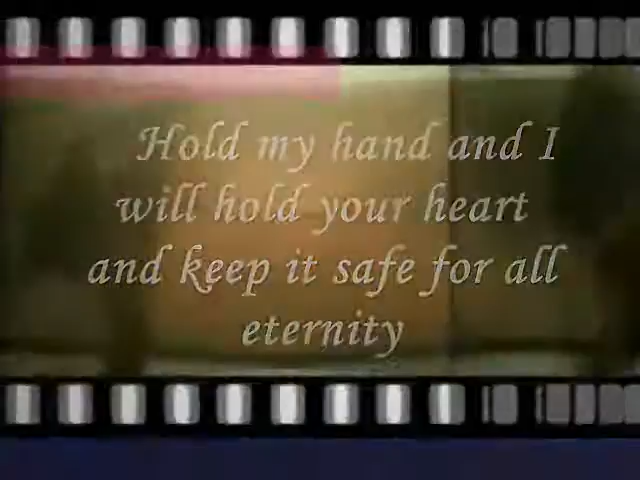 Hold my hand and I
will hold your heart
and keep it safe for all
eternity